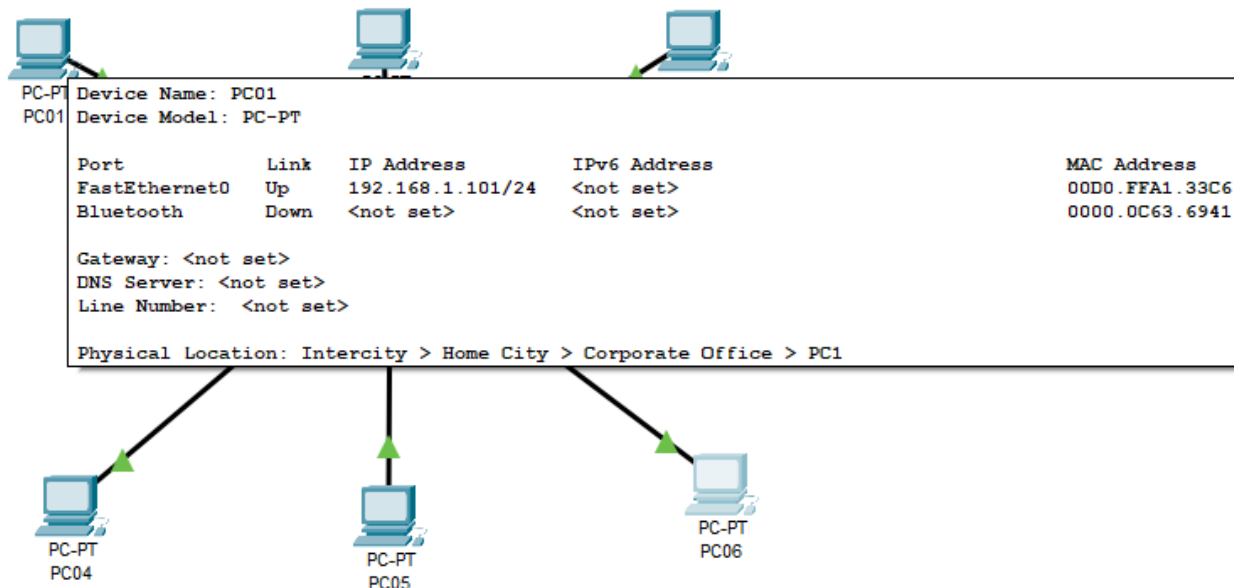 PC-PT
PC01
Device Name: PC01
Device Model: PC-PT
Port Link IP Address IPv6 Address MAC Address
FastEthernet0 Up 192.168.1.101/24 <not set> 00D0.FFA1.33C6
Bluetooth Down <not set> <not set> 0000.0C63.6941
Gateway: <not set>
DNS Server: <not set>
Line Number: <not set>
Physical Location: Intercity > Home City > Corporate Office > PC1
PC-PT
PC04
PC-PT
PC05
PC-PT
PC06